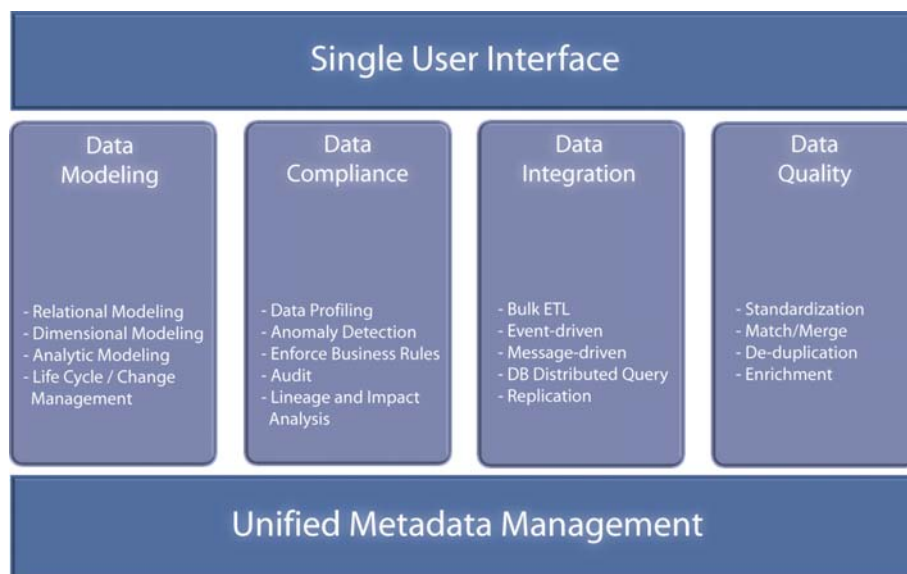 Single User Interface
Data
Modeling
- Relational Modeling
- Dimensional Modeling
- Analytic Modeling
- Life Cycle / Change
Management
Data
Compliance
- Data Profiling
- Anomaly Detection
- Enforce Business Rules
- Audit
- Lineage and Impact
Analysis
Data
Integration
- Bulk ETL
- Event-driven
- Message-driven
- DB Distributed Query
- Replication
Data
Quality
- Standardization
- Match/Merge
- De-duplication
- Enrichment
Unified Metadata Management